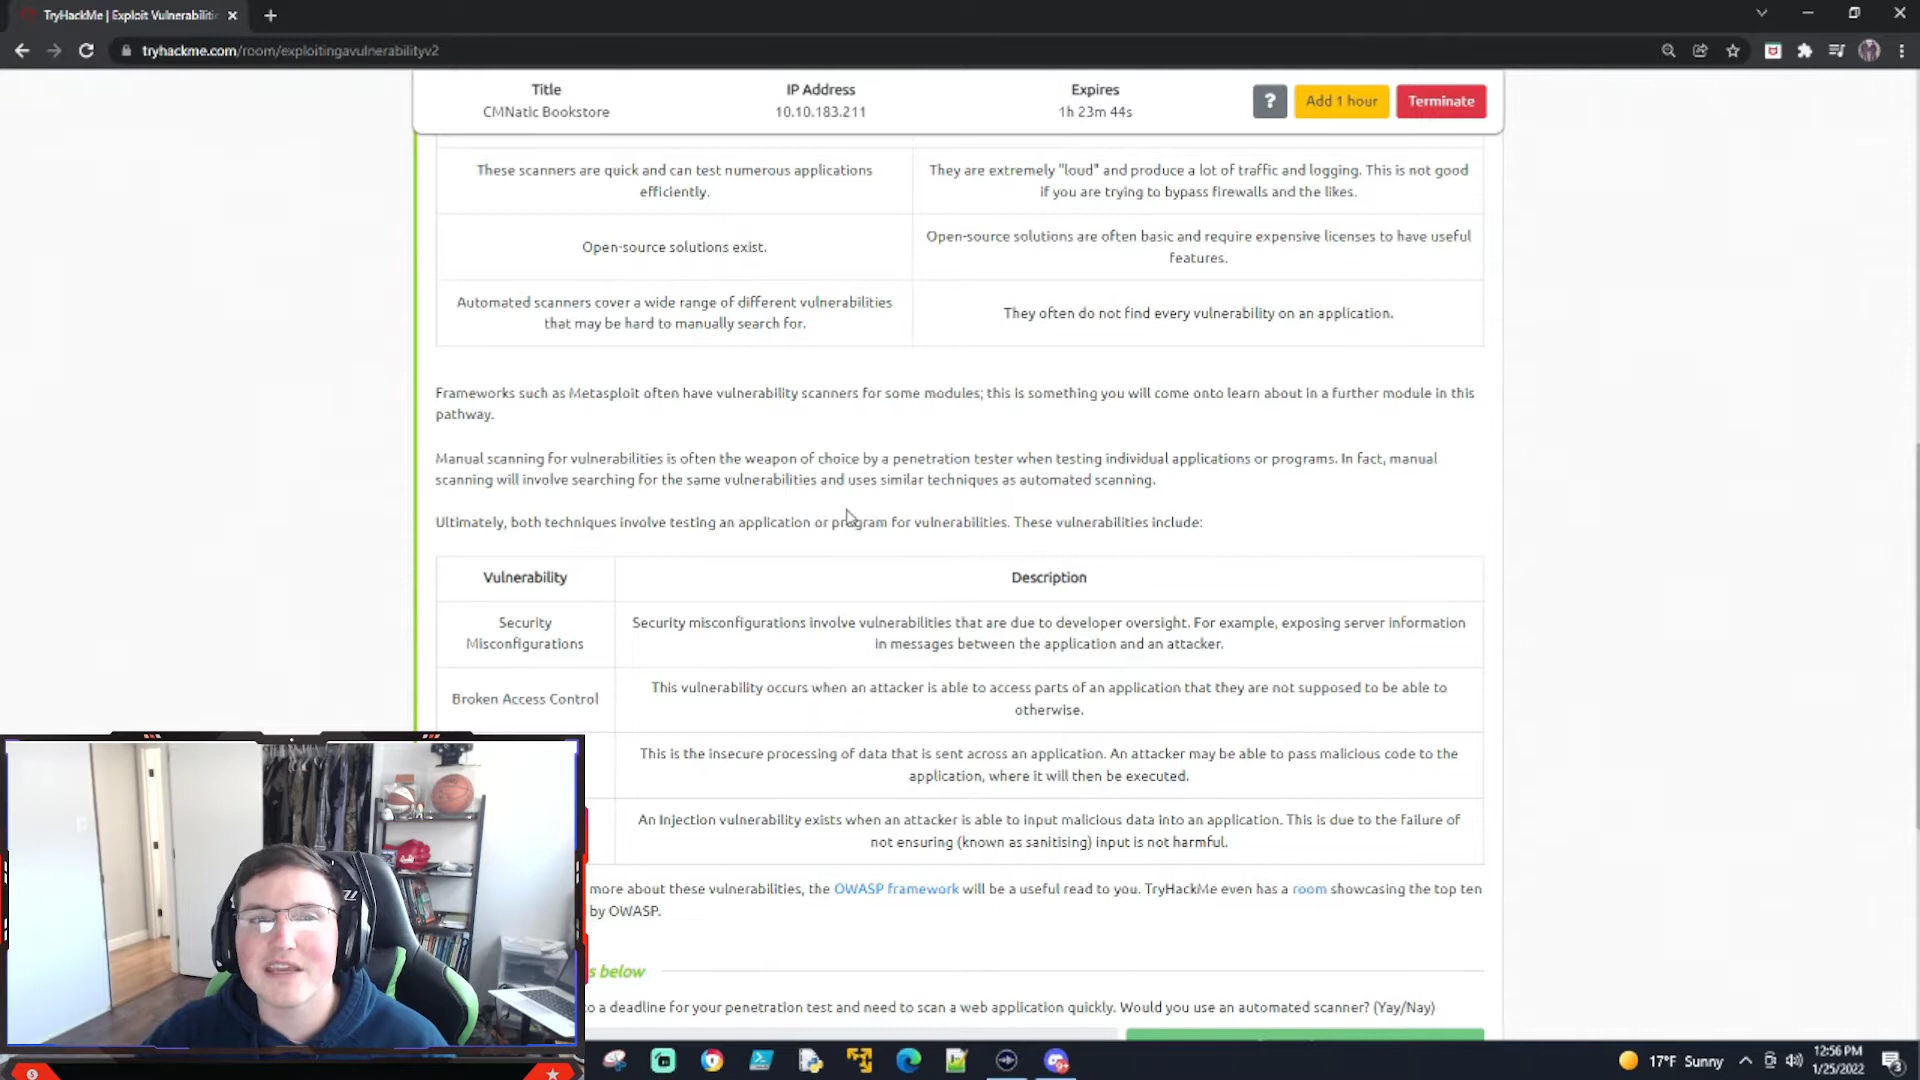 TryHackMe | Exploit Vulnerabiliti
tryhackme.com/room/exploitingavulnerabilityv2
Title
IP Address
Expires
CMNatic Bookstore
10.10.183.211
1h 23m 44s
?
Add 1 hour
Terminate
These scanners are quick and can test numerous applications
efficiently.
They are extremely "loud" and produce a lot of traffic and logging. This is not good
if you are trying to bypass firewalls and the likes.
Open-source solutions exist.
Open-source solutions are often basic and require expensive licenses to have useful
features.
Automated scanners cover a wide range of different vulnerabilities
that may be hard to manually search for.
They often do not find every vulnerability on an application.
Frameworks such as Metasploit often have vulnerability scanners for some modules; this is something you will come onto learn about in a further module in this
pathway.
Manual scanning for vulnerabilities is often the weapon of choice by a penetration tester when testing individual applications or programs. In fact, manual
scanning will involve searching for the same vulnerabilities and uses similar techniques as automated scanning.
Ultimately, both techniques involve testing an application or program for vulnerabilities. These vulnerabilities include:
Vulnerability
Description
Security
Misconfigurations
Security misconfigurations involve vulnerabilities that are due to developer oversight. For example, exposing server information
in messages between the application and an attacker.
Broken Access Control
This vulnerability occurs when an attacker is able to access parts of an application that they are not supposed to be able to
otherwise.
This is the insecure processing of data that is sent across an application. An attacker may be able to pass malicious code to the
application, where it will then be executed.
An Injection vulnerability exists when an attacker is able to input malicious data into an application. This is due to the failure of
not ensuring (known as sanitising) input is not harmful.
more about these vulnerabilities, the OWASP framework will be a useful read to you. TryHackMe even has a room showcasing the top ten
by OWASP.
s below
to a deadline for your penetration test and need to scan a web application quickly. Would you use an automated scanner? (Yay/Nay)
17°F Sunny
12:56 PM
1/25/2022
3